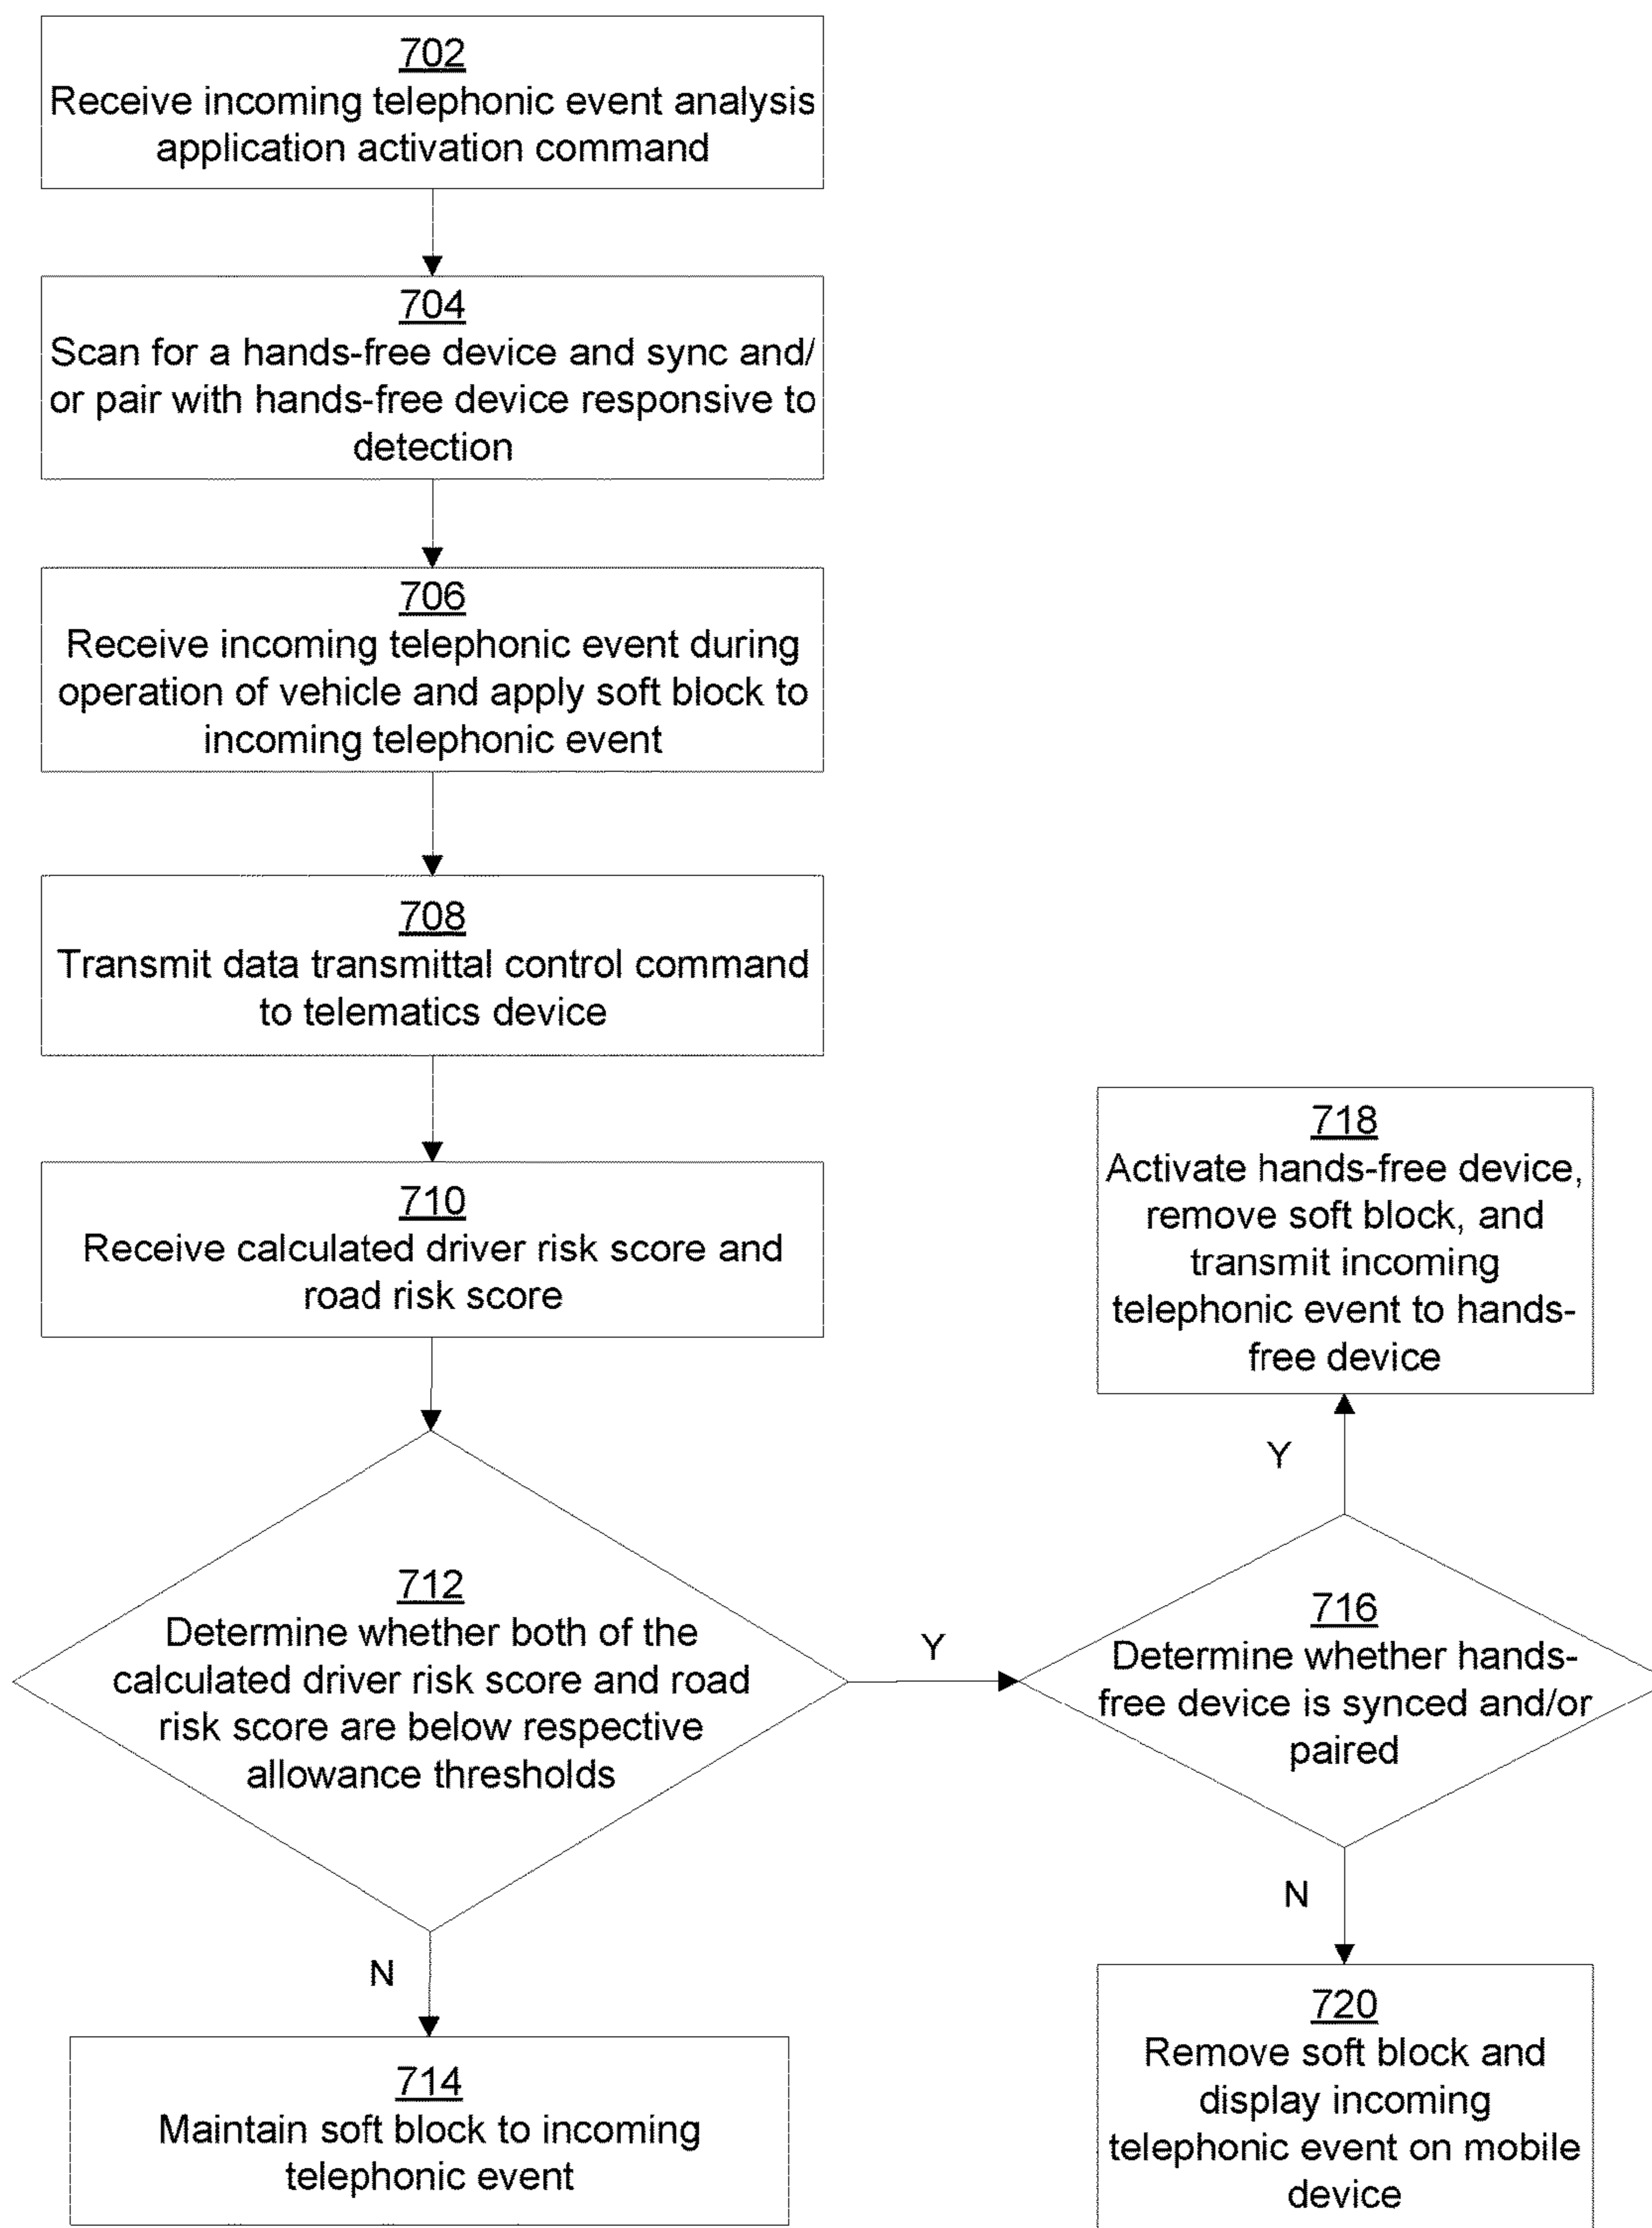 702
Receive incoming telephonic event analysis
application activation command
704
Scan for a hands-free device and sync and/
or pair with hands-free device responsive to
detection
706
Receive incoming telephonic event during
operation of vehicle and apply soft block to
incoming telephonic event
708
Transmit data transmittal control command
to telematics device
710
Receive calculated driver risk score and
road risk score
712
Determine whether both of the
calculated driver risk score and road
risk score are below respective
allowance thresholds
N
714
Maintain soft block to incoming
telephonic event
Y
716
Determine whether hands-
free device is synced and/or
paired
Y
718
Activate hands-free device,
remove soft block, and
transmit incoming
telephonic event to hands-
free device
N
720
Remove soft block and
display incoming
telephonic event on mobile
device